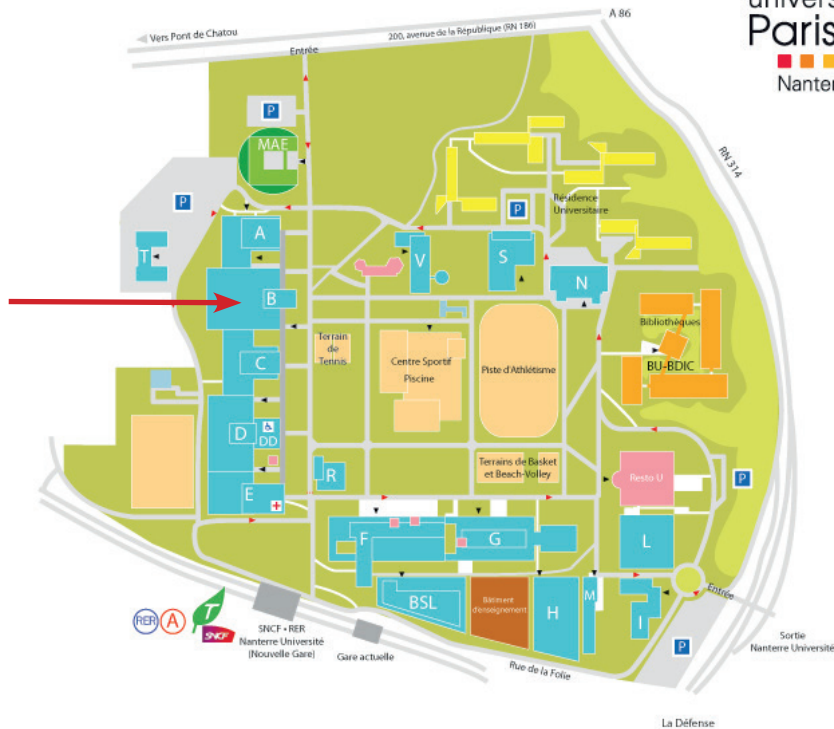 Vers Pont de Chatou
200, avenue de la République (RN 186)
A 86
univers
Paris
Nanterre
Entrée
P
MAE
RN 314
P
P
Résidence
Universitaire
A
T
V
S
N
B
Bibliothèques
BU-BDIC
Terrain
de
Tennis
Centre Sportif
Piscine
Piste d'Athlétisme
C
D
DD
Terrains de Basket
et Beach-Volley
R
Resto U
P
E
F
G
L
BSL
Bâtiment
d'enseignement
H
M
I
Entrée
RER A T
SNCF
SNCF • RER
Nanterre Université
(Nouvelle Gare)
Gare actuelle
Rue de la Folie
P
Sortie
Nanterre Université
La Défense